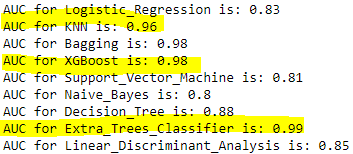 AUC for Logistic_Regression is: 0.83
AUC for KNN is: 0.96
AUC for Bagging is: 0.98
AUC for XGBoost is: 0.98
AUC for Support_Vector_Machine is: 0.81
AUC for Naive_Bayes is: 0.8
AUC for Decision_Tree is: 0.88
AUC for Extra_Trees_Classifier is: 0.99
AUC for Linear_Discriminant_Analysis is: 0.85